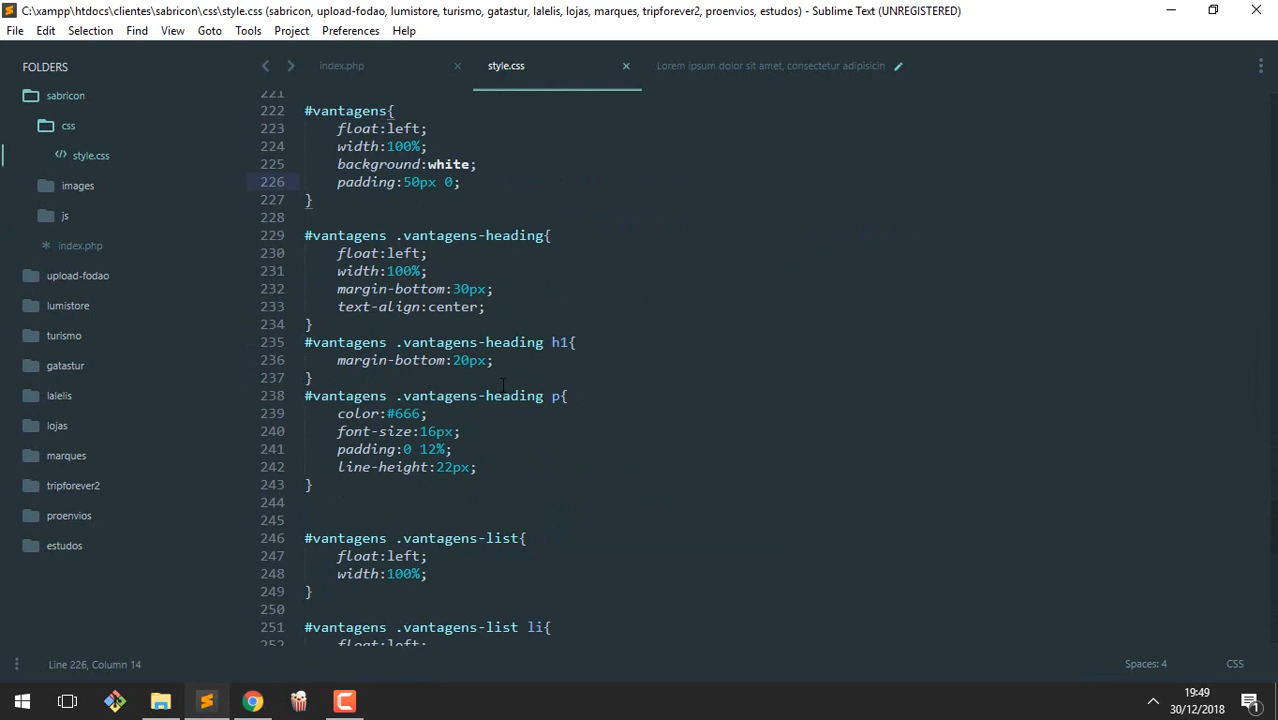 C:\xampp\htdocs\clientes\sabricon\css\style.css (sabricon, upload-fodao, lumistore, turismo, gatastur, lalelis, lojas, marques, tripforever2, proenvios, estudos) - Sublime Text (UNREGISTERED)
File Edit Selection Find View Goto Tools Project Preferences Help
FOLDERS
sabricon
css
style.css
images
js
index.php
upload-fodao
lumistore
turismo
gatastur
lalelis
lojas
marques
tripforever2
proenvios
estudos
index.php style.css Lorem ipsum dolor sit amet, consectetur adipisicin
221
222 #vantagens{
223 float:left;
224 width:100%;
225 background:white;
226 padding:50px 0;
227 }
228
229 #vantagens .vantagens-heading{
230 float:left;
231 width:100%;
232 margin-bottom:30px;
233 text-align:center;
234 }
235 #vantagens .vantagens-heading h1{
236 margin-bottom:20px;
237 }
238 #vantagens .vantagens-heading p{
239 color:#666;
240 font-size:16px;
241 padding:0 12%;
242 line-height:22px;
243 }
244
245
246 #vantagens .vantagens-list{
247 float:left;
248 width:100%;
249 }
250
251 #vantagens .vantagens-list li{
252 float:left;
Line 226, Column 14 Spaces: 4 CSS
19:49
30/12/2018
1